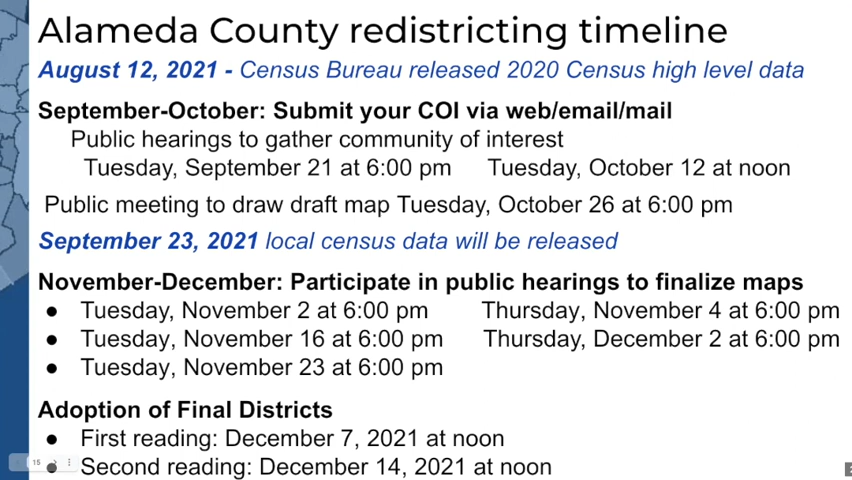 Alameda County redistricting timeline
August 12, 2021 - Census Bureau released 2020 Census high level data
September-October: Submit your COI via web/email/mail
Public hearings to gather community of interest
Tuesday, September 21 at 6:00 pm Tuesday, October 12 at noon
Public meeting to draw draft map Tuesday, October 26 at 6:00 pm
September 23, 2021 local census data will be released
November-December: Participate in public hearings to finalize maps
● Tuesday, November 2 at 6:00 pm Thursday, November 4 at 6:00 pm
● Tuesday, November 16 at 6:00 pm Thursday, December 2 at 6:00 pm
● Tuesday, November 23 at 6:00 pm
Adoption of Final Districts
● First reading: December 7, 2021 at noon
● Second reading: December 14, 2021 at noon
15